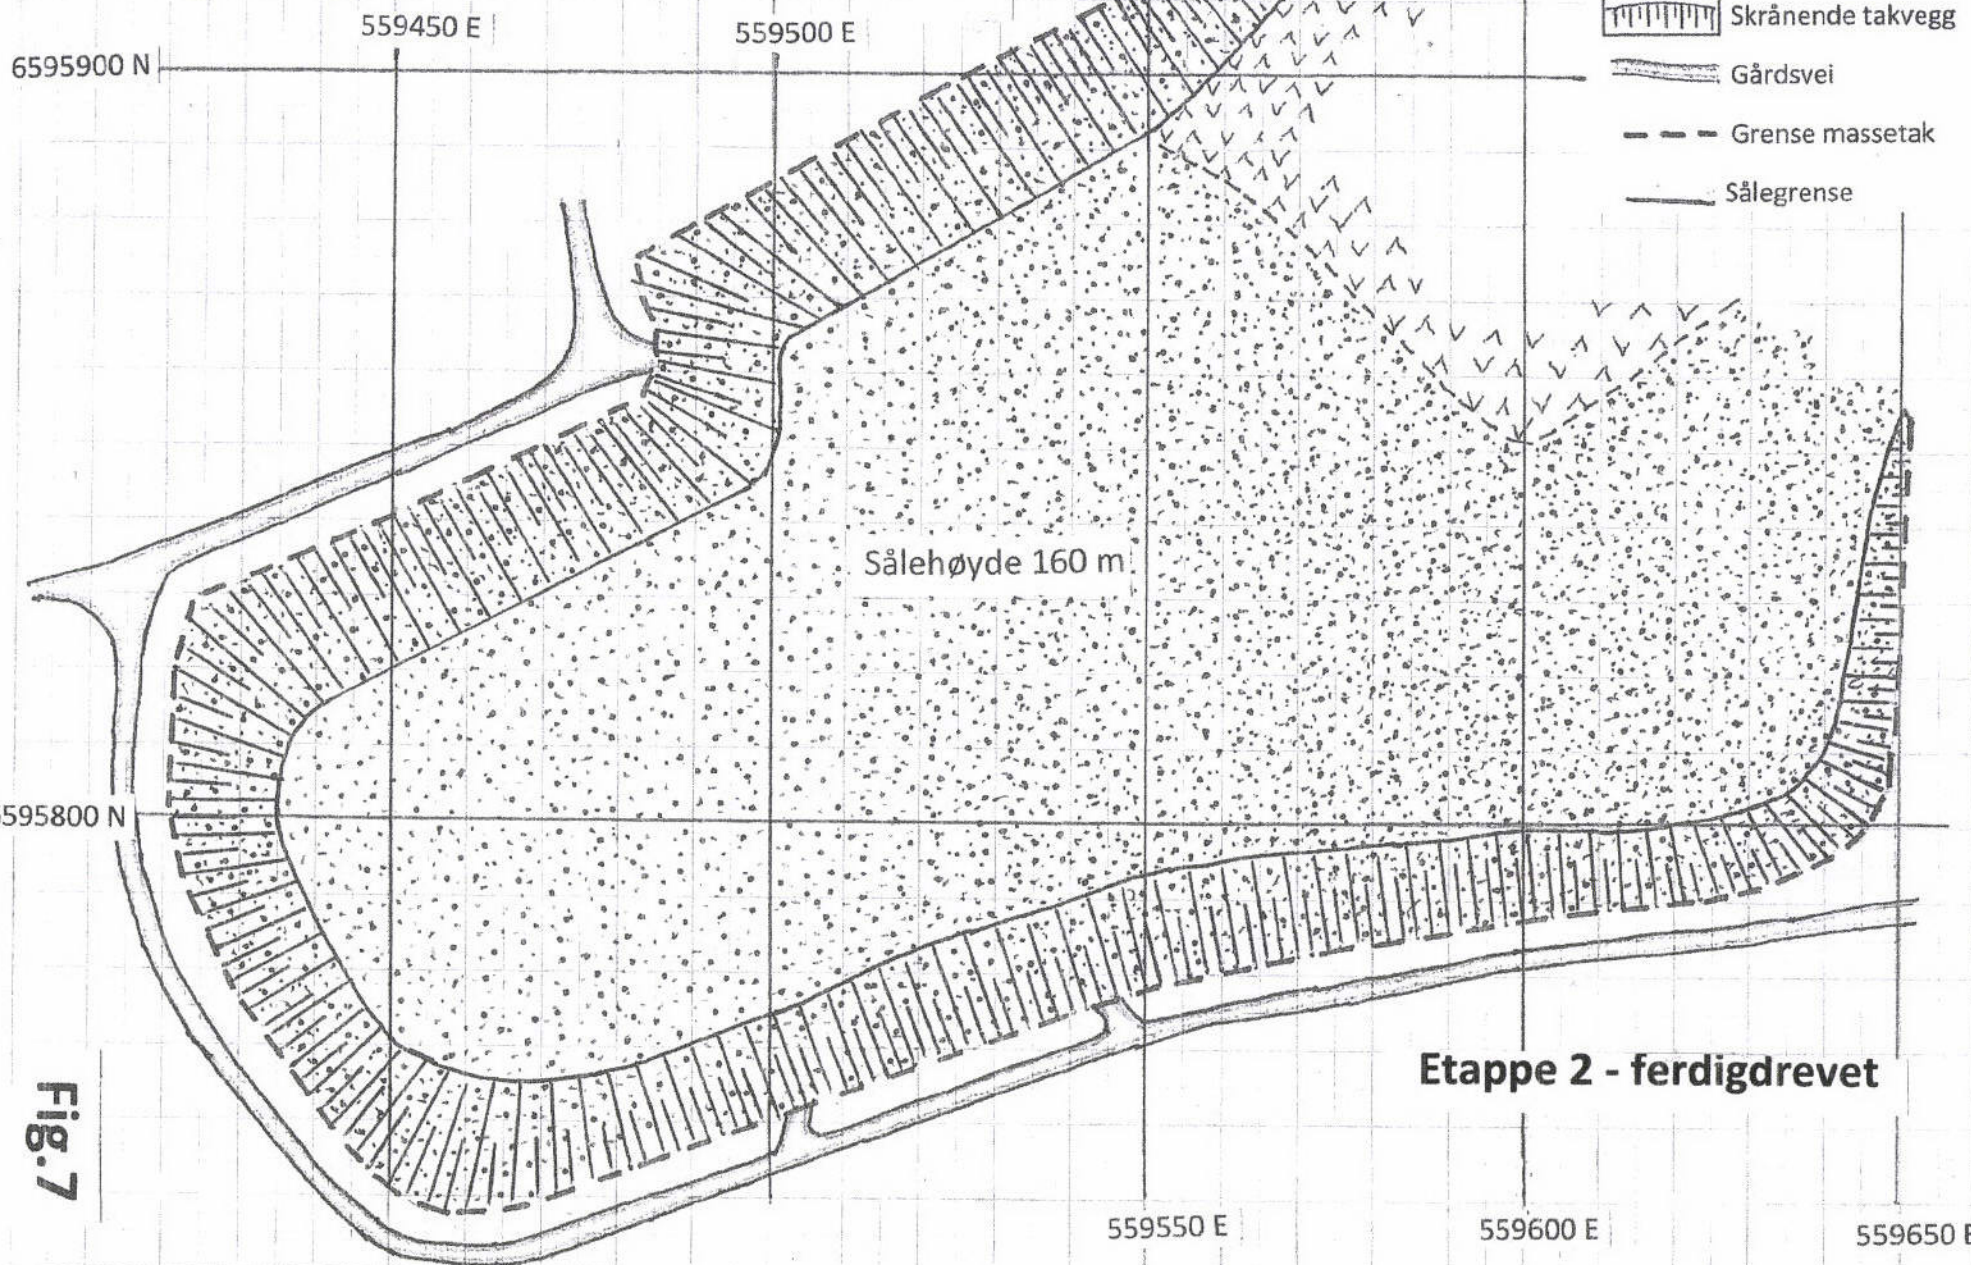 559450 E
559500 E
6595900 N
Skrånende takvegg
Gårdsvei
Grense massetak
Sålegrense
Sålehøyde 160 m
595800 N
Etappe 2 - ferdigdrevet
Fig.7
559550 E
559600 E
559650 E